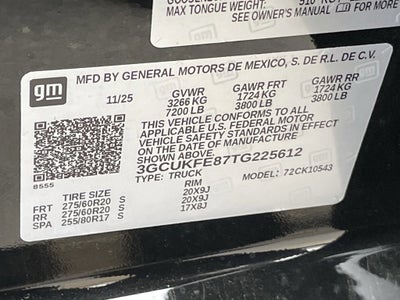 MAX TONGUE WEIGHT: 510 K
SEE OWNER'S MANUAL gm FOR MORE
MFD BY GENERAL MOTORS DE MEXICO, S. DE R.L. DE C.V.
gm
11/25 GVWR GAWR FRT GAWR RR
3266 KG 1724 KG 1724 KG
7200 LB 3800 LB 3800 LB
THIS VEHICLE CONFORMS TO ALL
APPLICABLE U.S. FEDERAL MOTOR
VEHICLE SAFETY STANDARDS IN EFFECT
ON THE DATE OF MANUFACTURE SHOWN ABOVE.
3GCUKFE87TG225612
8555 TYPE: TRUCK MODEL: 72CK10543
TIRE SIZE RIM
FRT 275/60R20 S 20X9J
RR 275/60R20 S 20X9J
SPA 255/80R17 S 17X8J